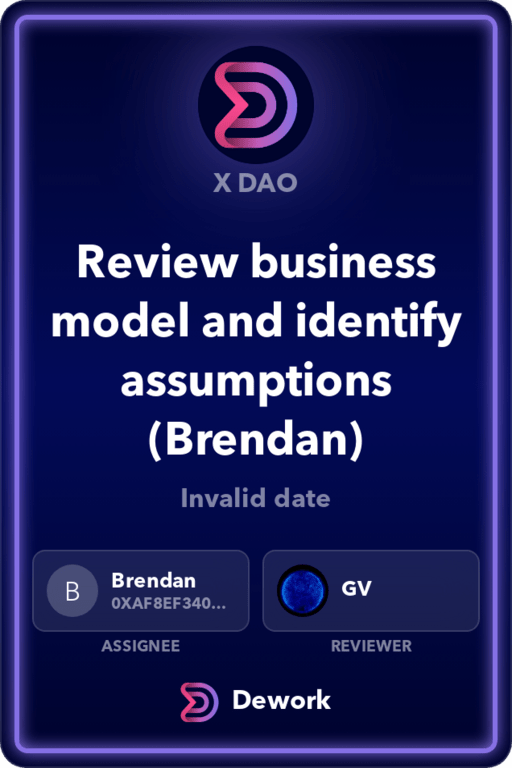 X DAO
Review business
model and identify
assumptions
(Brendan)
Invalid date
B
Brendan
0XAF8EF340...
GV
ASSIGNEE
REVIEWER
Dework